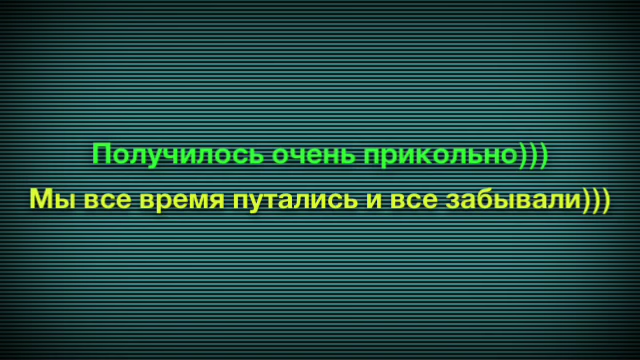 Получилось очень прикольно)))
Мы все время путались и все забывали)))